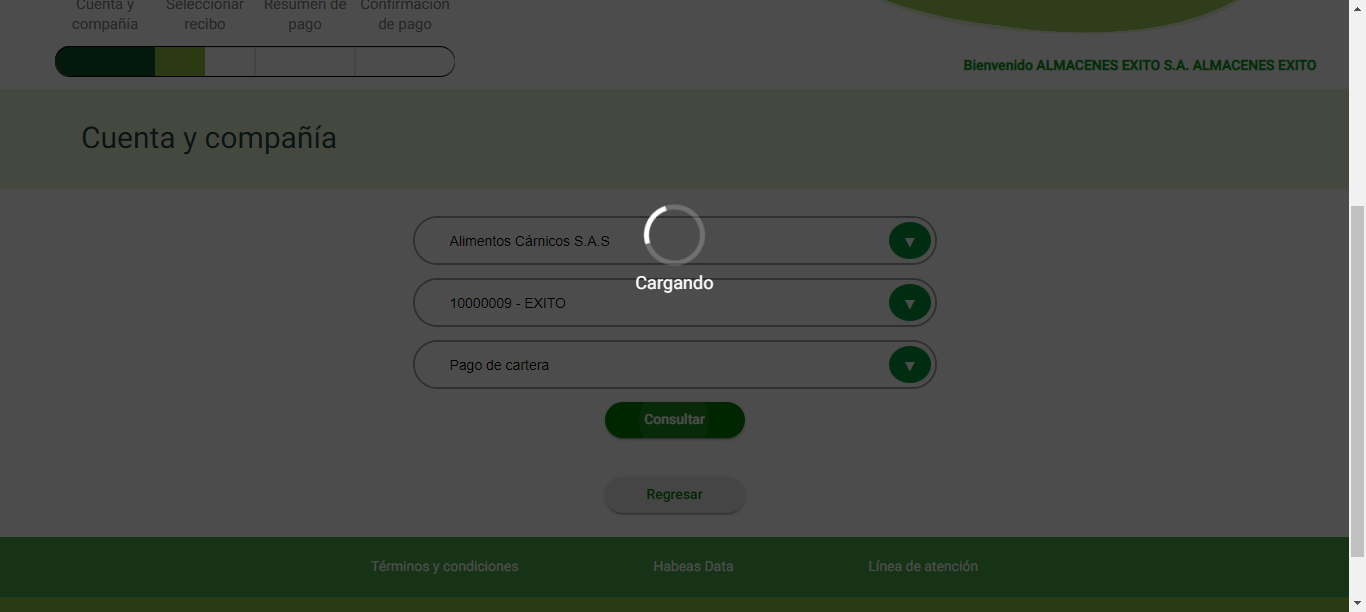 Cuenta y Seleccionar Resumen de Confirmación
compañía recibo pago de pago
Bienvenido ALMACENES EXITO S.A. ALMACENES EXITO
Cuenta y compañía
Alimentos Cárnicos S.A.S
Cargando
10000009 - EXITO
Pago de cartera
Consultar
Regresar
Términos y condiciones Habeas Data Línea de atención